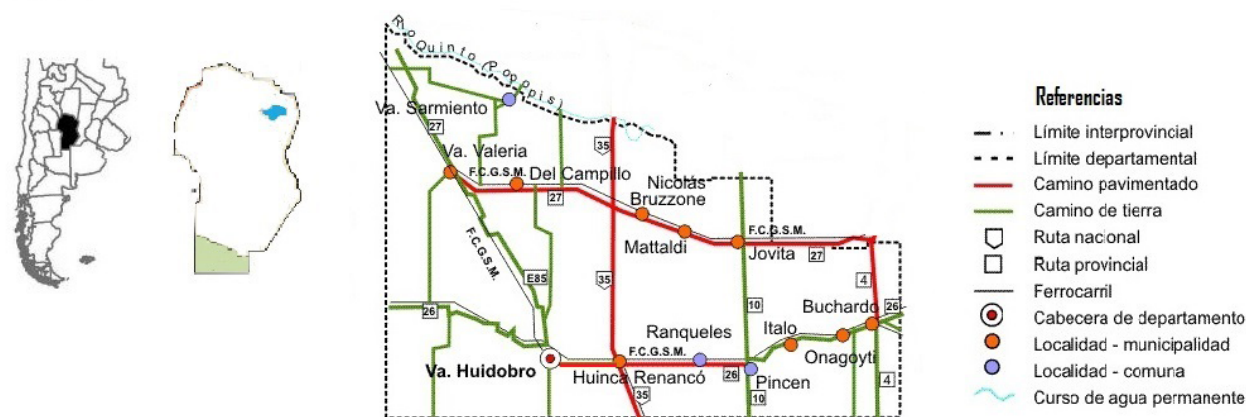 Río Quinto (Popopis)
Va. Sarmiento
27
Va. Valeria
F.C.G.S.M.
Del Campillo
27
35
Nicolás
Bruzzone
Mattaldi
F.C.G.S.M.
Jovita
27
4
F.C.G.S.M.
E85
35
26
10
Buchardo
26
Ranqueles
Italo
Onagoyti
F.C.G.S.M.
Va. Huidobro
Huinca Renancó
26
Pincen
35
10
4
Referencias
Límite interprovincial
Límite departamental
Camino pavimentado
Camino de tierra
Ruta nacional
Ruta provincial
Ferrocarril
Cabecera de departamento
Localidad - municipalidad
Localidad - comuna
Curso de agua permanente